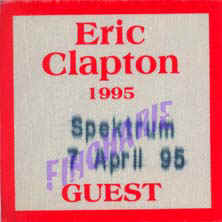 Eric
Clapton
1995
Spektrum
7 April 95
GUEST